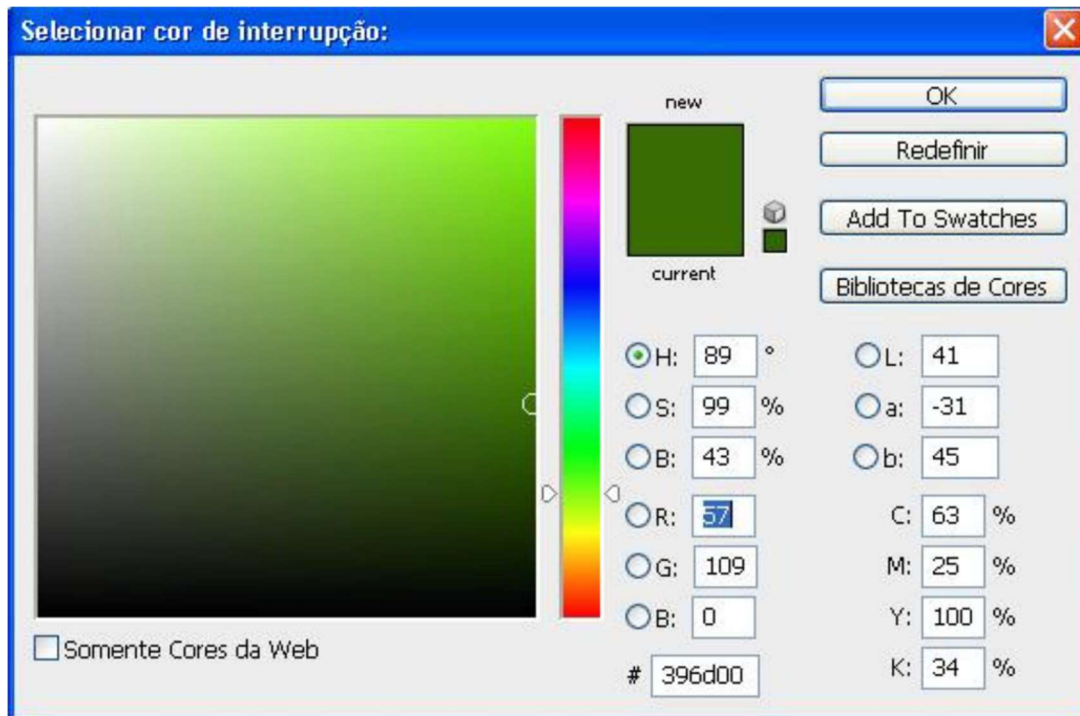 Selecionar cor de interrupção:
new
current
OK
Redefinir
Add To Swatches
Bibliotecas de Cores
H: 89 ° L: 41
S: 99 % a: -31
B: 43 % b: 45
R: 57 C: 63 %
G: 109 M: 25 %
B: 0 Y: 100 %
# 396d00 K: 34 %
Somente Cores da Web